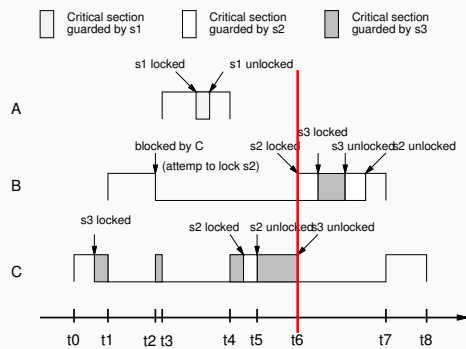 Critical section
guarded by s1
Critical section
guarded by s2
Critical section
guarded by s3
s1 locked
s1 unlocked
A
s3 locked
blocked by C
s2 locked
s3 unlocked
s2 unlocked
(attemp to lock s2)
B
s3 locked
s2 locked
s2 unlocked
s3 unlocked
C
t0
t1
t2
t3
t4
t5
t6
t7
t8